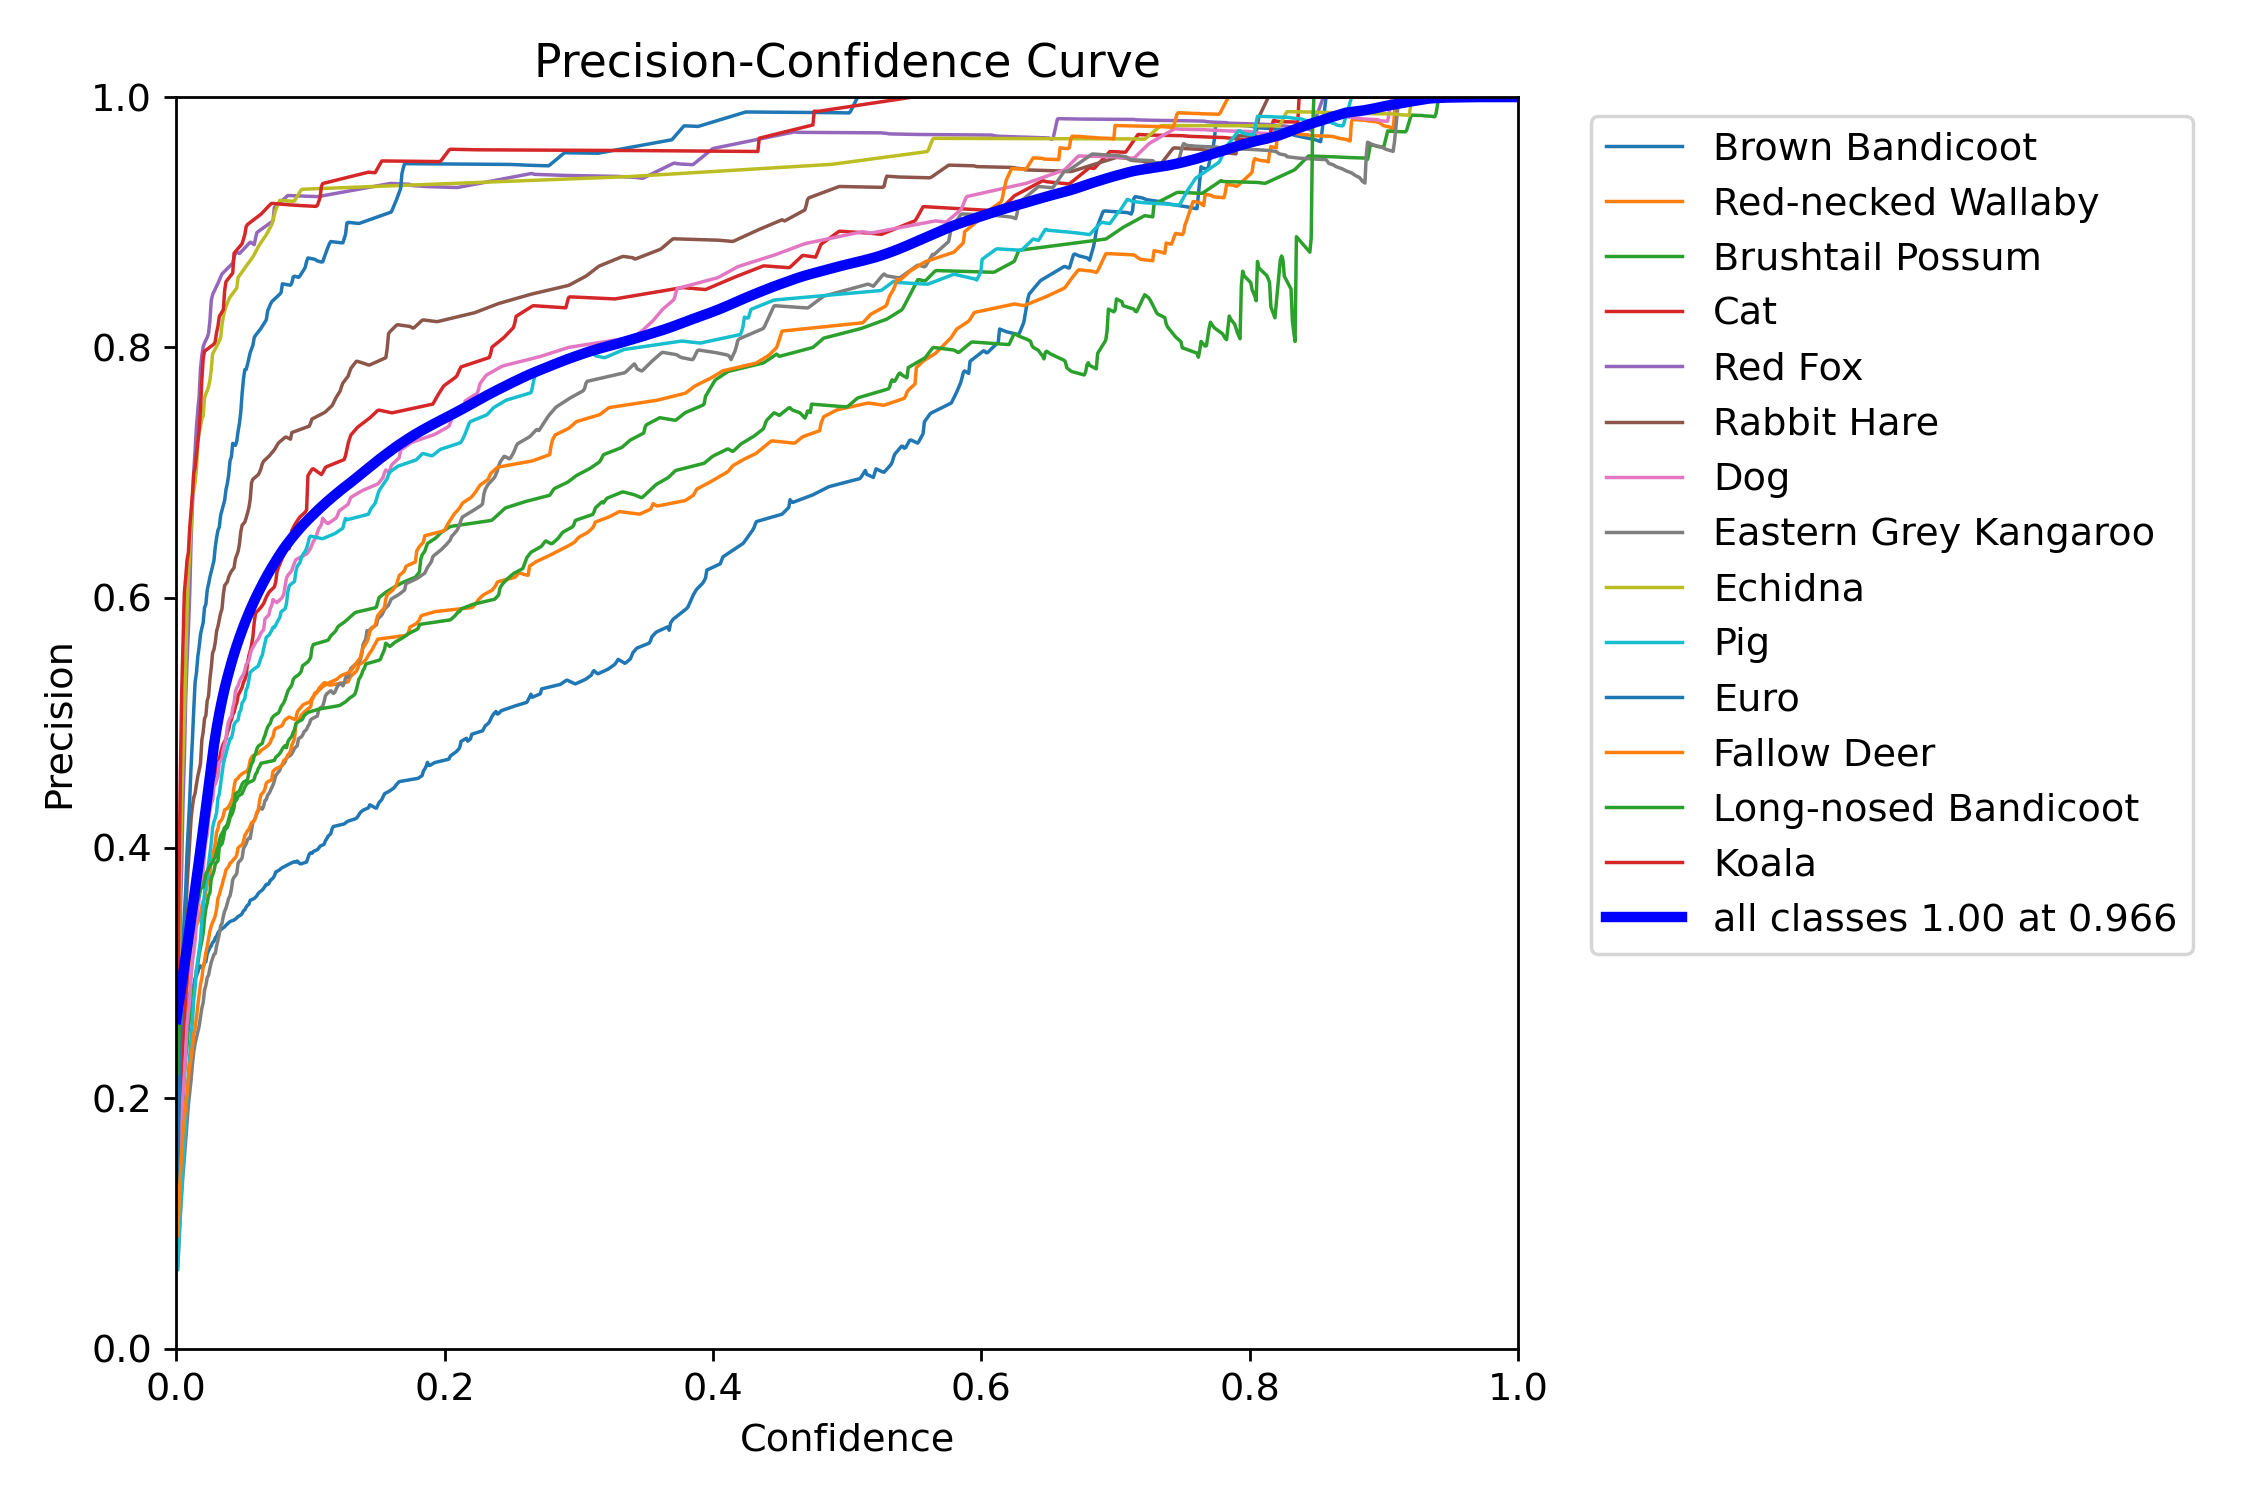 Precision-Confidence Curve
1.0
0.8
0.6
0.4
0.2
0.0
Precision
0.0 0.2 0.4 0.6 0.8 1.0
Confidence
Brown Bandicoot
Red-necked Wallaby
Brushtail Possum
Cat
Red Fox
Rabbit Hare
Dog
Eastern Grey Kangaroo
Echidna
Pig
Euro
Fallow Deer
Long-nosed Bandicoot
Koala
all classes 1.00 at 0.966